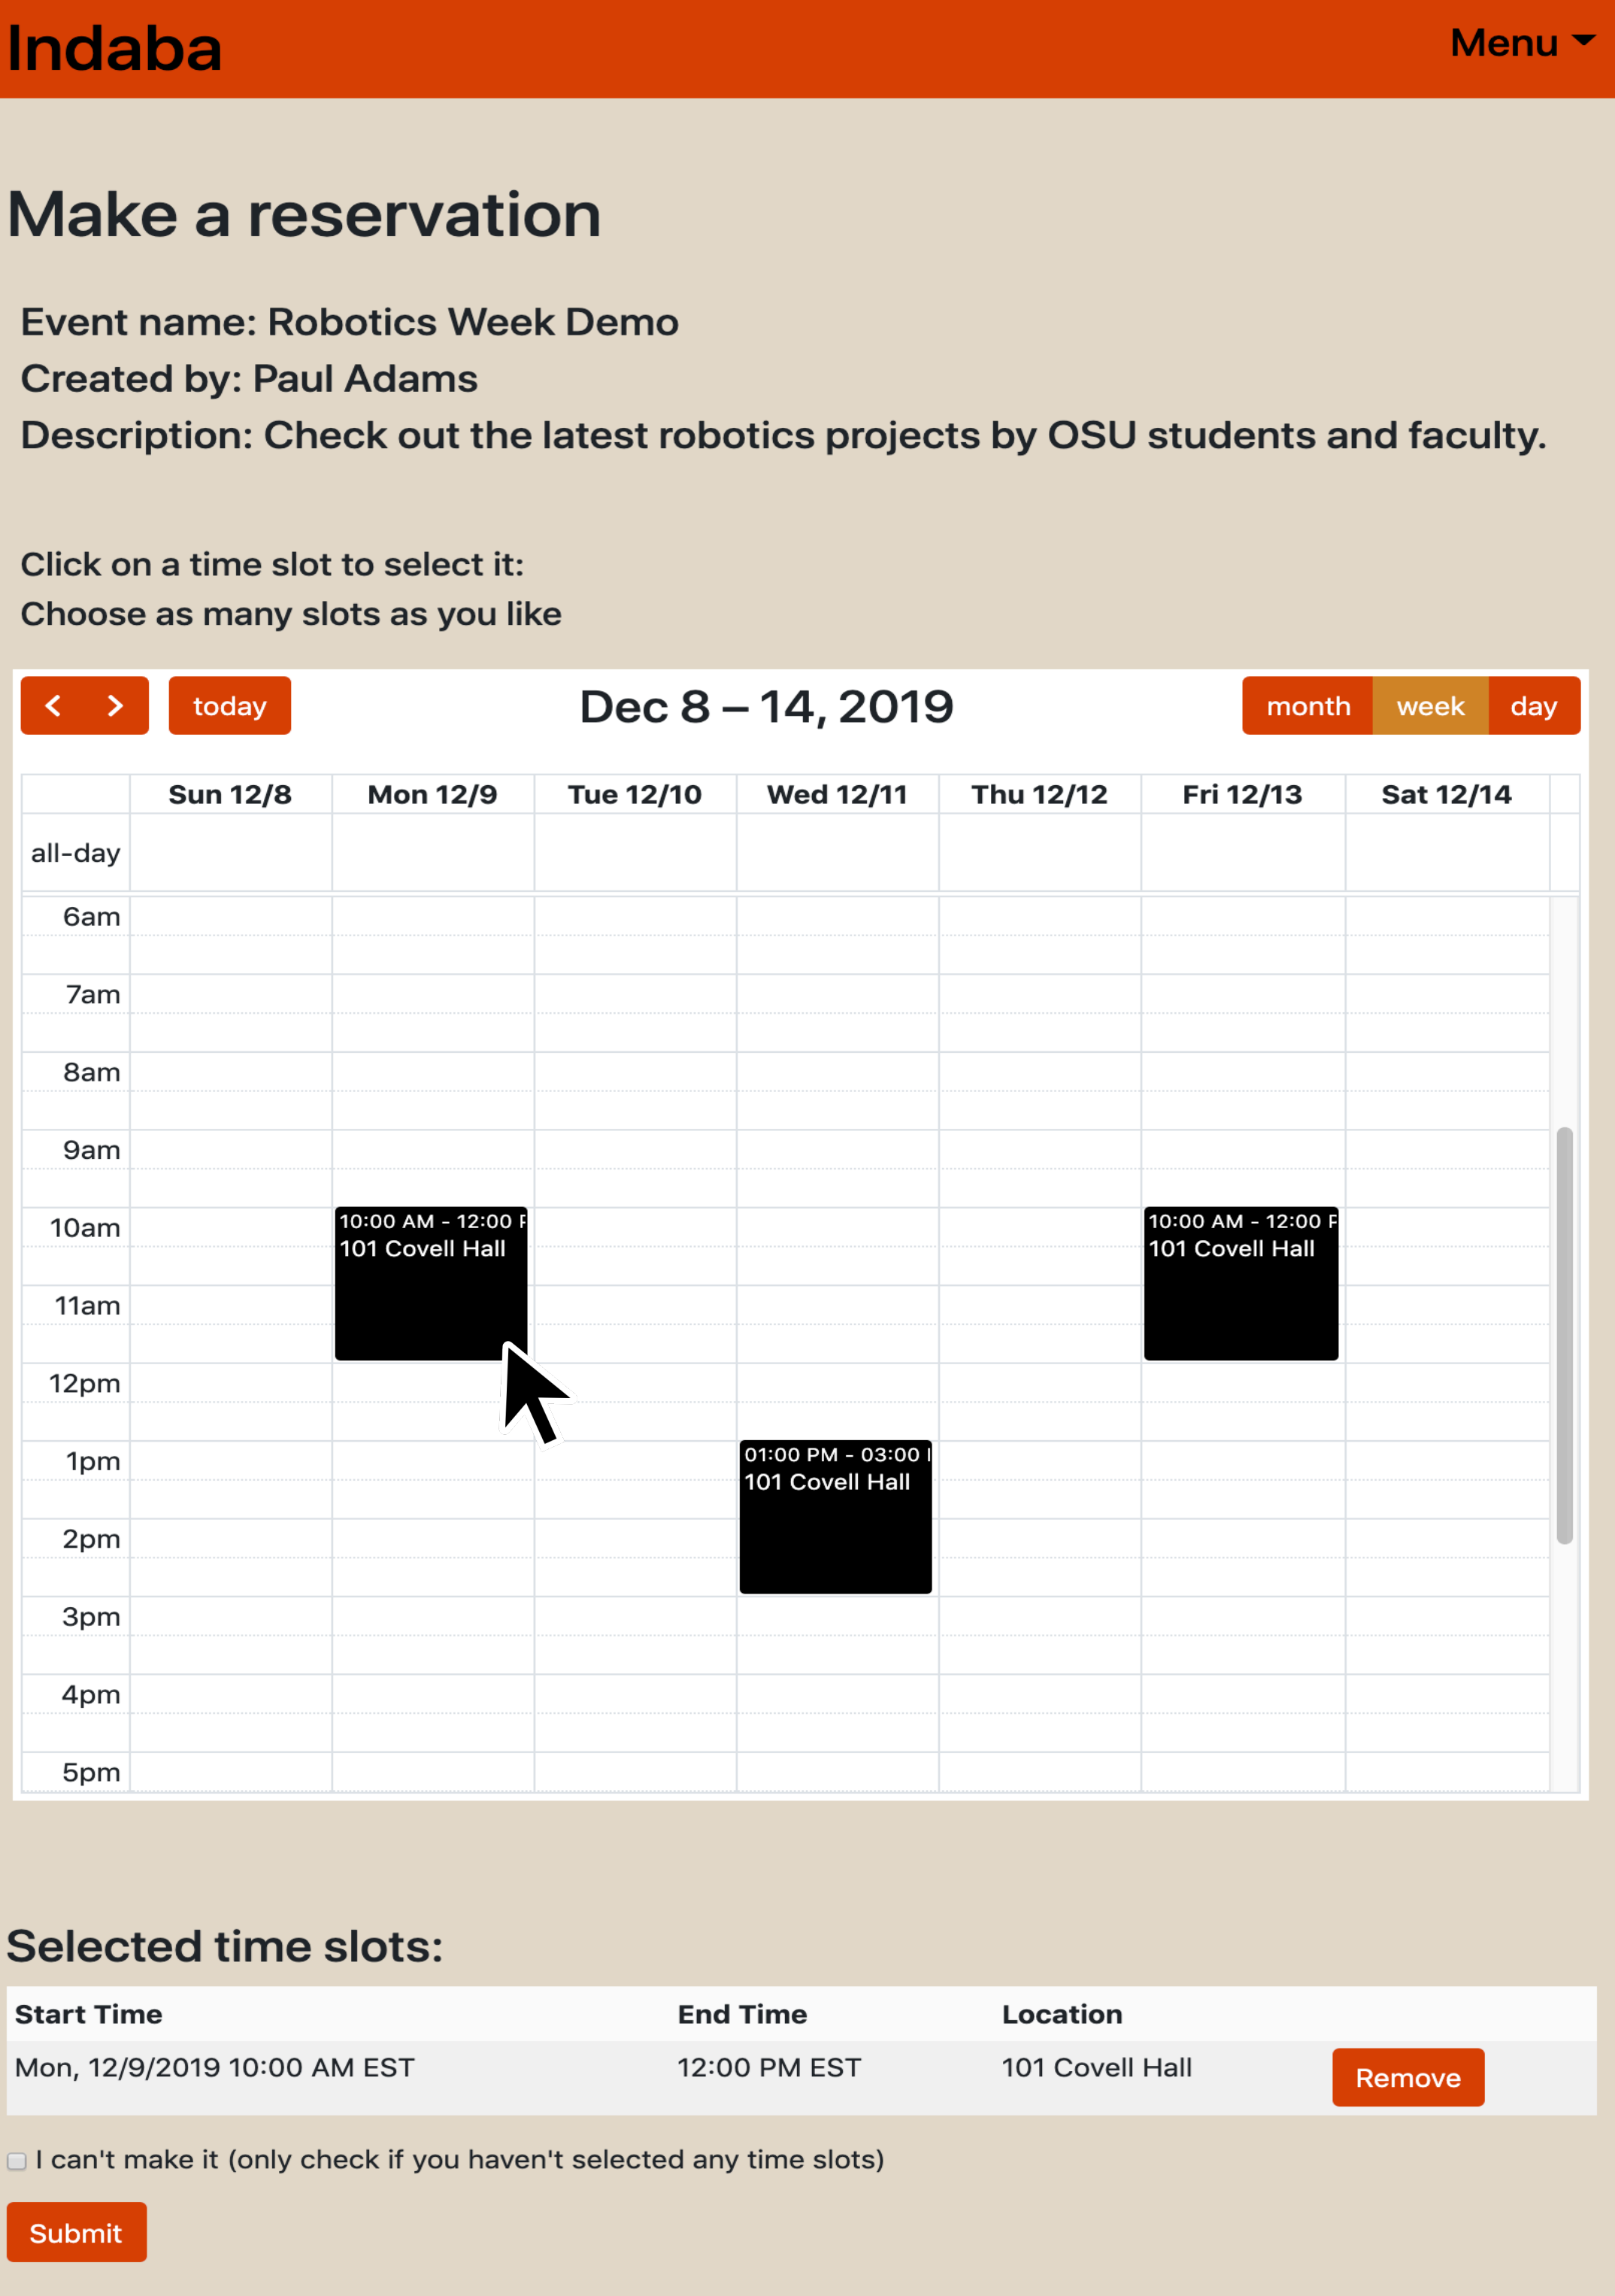 Indaba
Menu
Make a reservation
Event name: Robotics Week Demo
Created by: Paul Adams
Description: Check out the latest robotics projects by OSU students and faculty.
Click on a time slot to select it:
Choose as many slots as you like
today
Dec 8 – 14, 2019
month week day
Sun 12/8 Mon 12/9 Tue 12/10 Wed 12/11 Thu 12/12 Fri 12/13 Sat 12/14
all-day
6am
7am
8am
9am
10am
10:00 AM - 12:00
101 Covell Hall
10:00 AM - 12:00
101 Covell Hall
11am
12pm
1pm
01:00 PM - 03:00
101 Covell Hall
2pm
3pm
4pm
5pm
Selected time slots:
Start Time End Time Location
Mon, 12/9/2019 10:00 AM EST 12:00 PM EST 101 Covell Hall Remove
I can't make it (only check if you haven't selected any time slots)
Submit